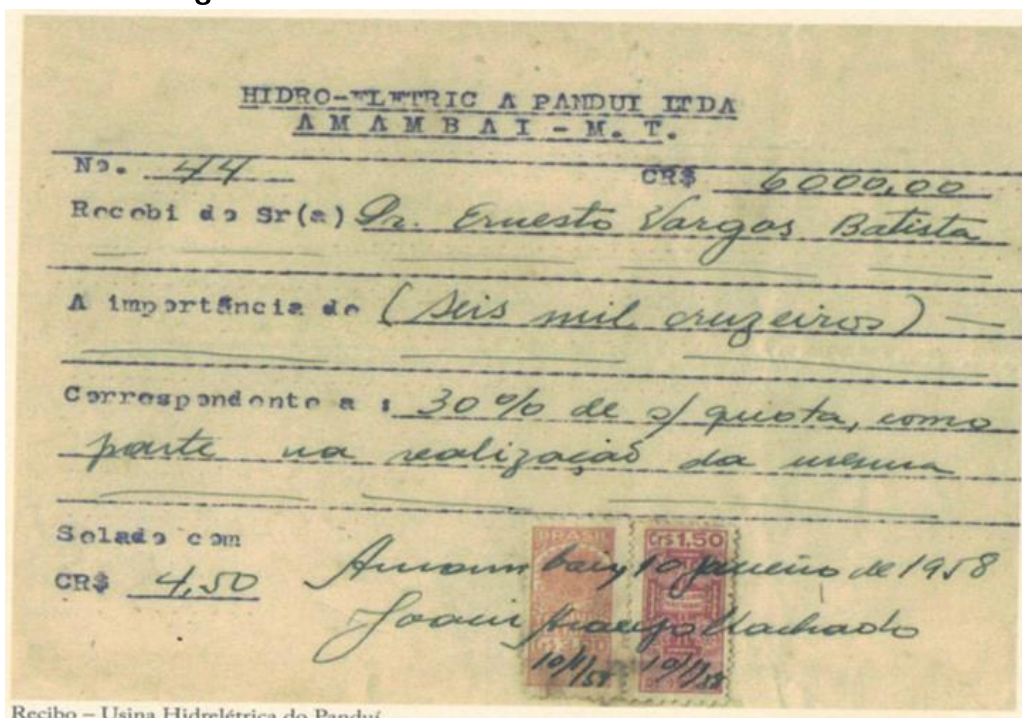 HIDRO-ELETRIC A PANDUI LTDA
A M A M B A I - M. T.
No. 44 CR$ 6000,00
Recebi do Sr(a) Dr. Ernesto Vargas Batista
A importância de (seis mil cruzeiros)
Correspondente a : 30% de s/ quota, como
parte na realização da mesma
Selado com
CR$ 4,50
BRASIL
Cr$ 1,50
Amambay, 10 janeiro de 1958
Araujo Machado
10/1/58 10/1/58
Recibo – Usina Hidrelétrica do Panduí